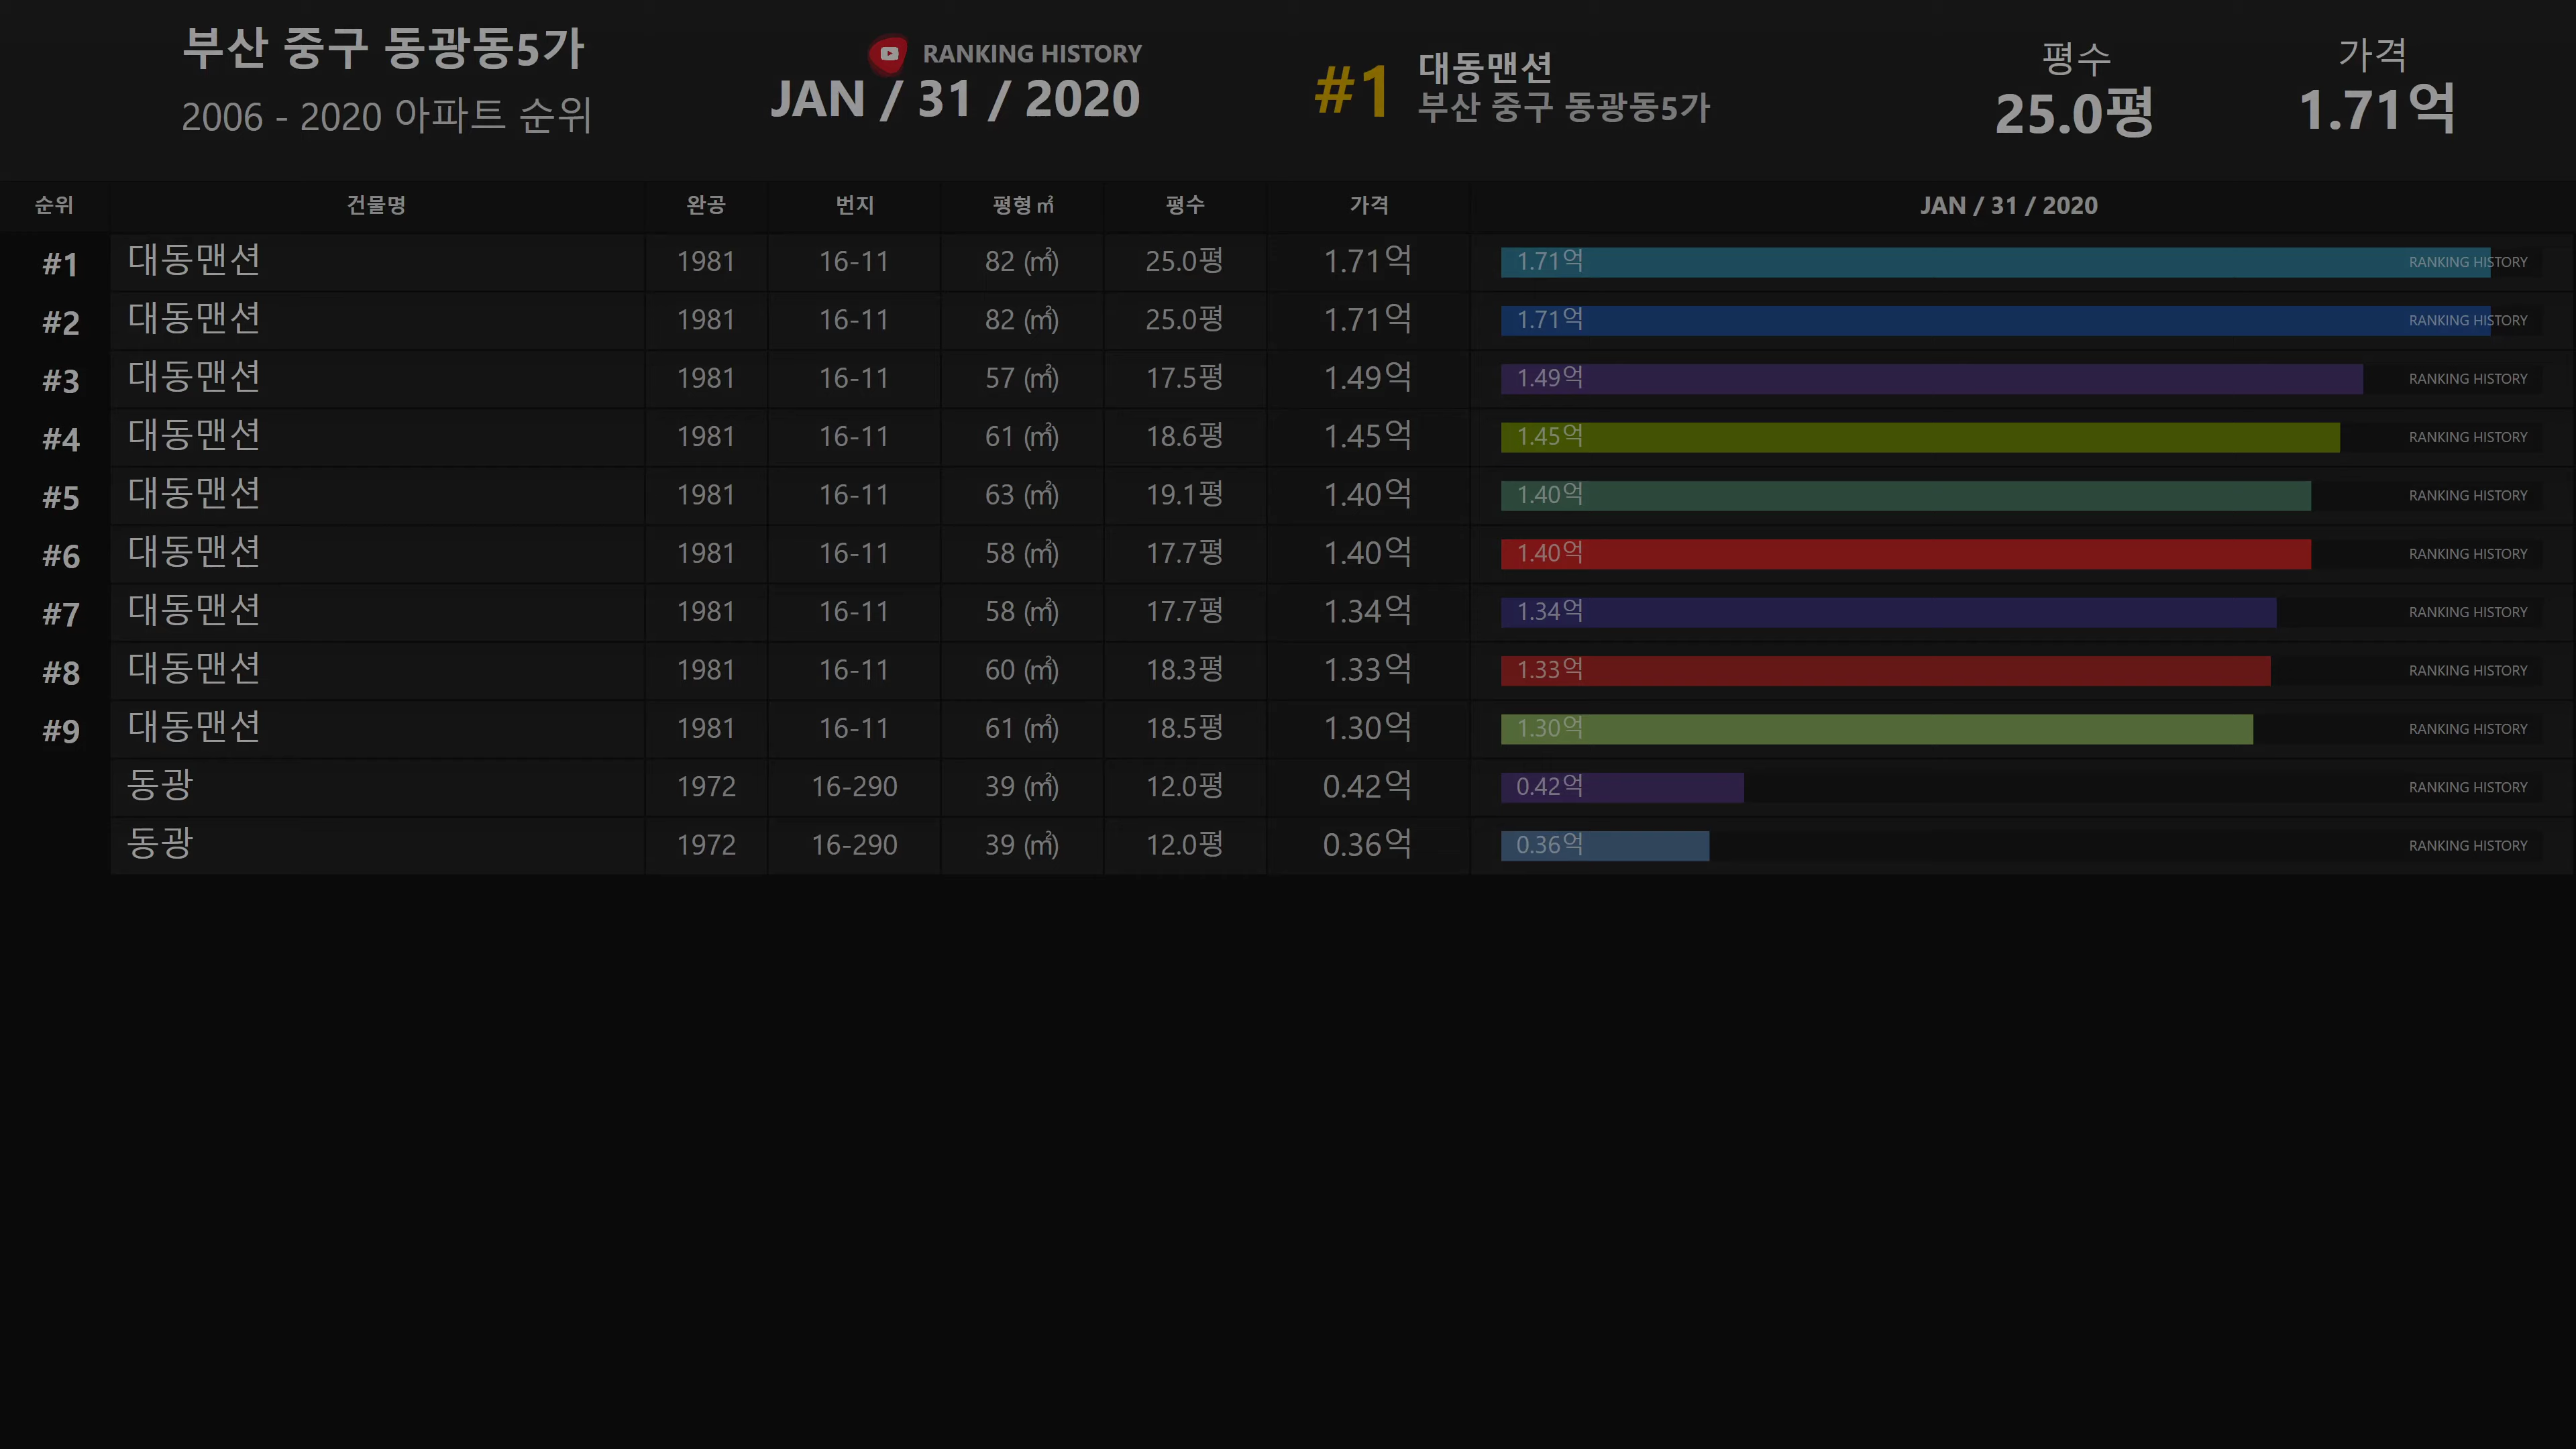 부산 중구 동광동5가
2006 - 2020 아파트 순위
RANKING HISTORY
JAN / 31 / 2020
#1
대동맨션
부산 중구 동광동5가
평수
25.0평
가격
1.71억
순위 건물명 완공 번지 평형 ㎡ 평수 가격 JAN / 31 / 2020
#1 대동맨션 1981 16-11 82 (㎡) 25.0평 1.71억 1.71억 RANKING HISTORY
#2 대동맨션 1981 16-11 82 (㎡) 25.0평 1.71억 1.71억 RANKING HISTORY
#3 대동맨션 1981 16-11 57 (㎡) 17.5평 1.49억 1.49억 RANKING HISTORY
#4 대동맨션 1981 16-11 61 (㎡) 18.6평 1.45억 1.45억 RANKING HISTORY
#5 대동맨션 1981 16-11 63 (㎡) 19.1평 1.40억 1.40억 RANKING HISTORY
#6 대동맨션 1981 16-11 58 (㎡) 17.7평 1.40억 1.40억 RANKING HISTORY
#7 대동맨션 1981 16-11 58 (㎡) 17.7평 1.34억 1.34억 RANKING HISTORY
#8 대동맨션 1981 16-11 60 (㎡) 18.3평 1.33억 1.33억 RANKING HISTORY
#9 대동맨션 1981 16-11 61 (㎡) 18.5평 1.30억 1.30억 RANKING HISTORY
동광 1972 16-290 39 (㎡) 12.0평 0.42억 0.42억 RANKING HISTORY
동광 1972 16-290 39 (㎡) 12.0평 0.36억 0.36억 RANKING HISTORY